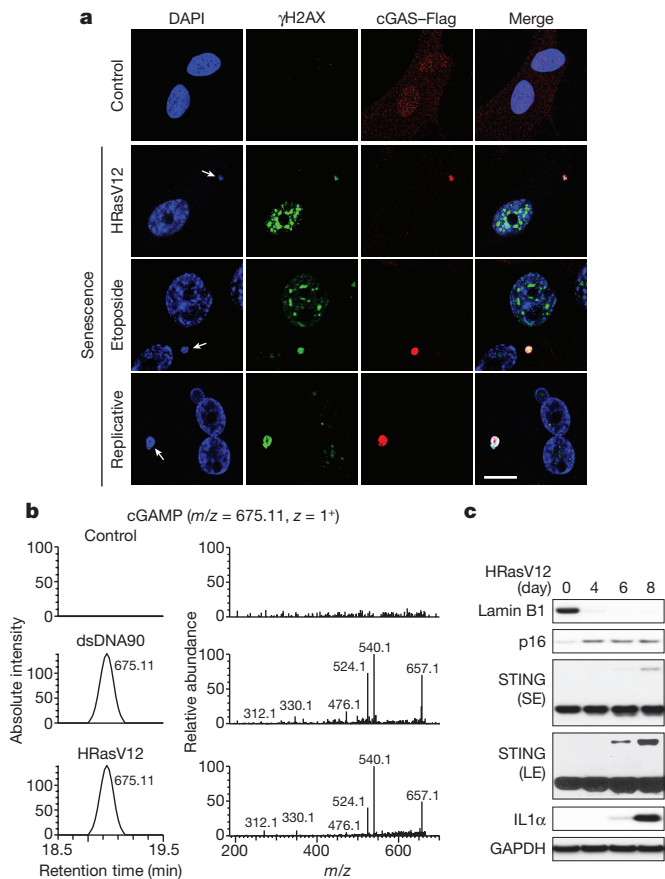 a
DAPI γH2AX cGAS–Flag Merge
Control
Senescence
HRasV12
Etoposide
Replicative
b
cGAMP (m/z = 675.11, z = 1⁺)
Control
100
50
0
100
50
0
dsDNA90
100
50
0
675.11
100
50
0
312.1 330.1 476.1 524.1 540.1 657.1
HRasV12
100
50
0
675.11
100
50
0
312.1 350.1 476.1 524.1 540.1 657.1
Absolute intensity
Relative abundance
18.5 19.5
Retention time (min)
200 400 600
m/z
c
HRasV12
(day) 0 4 6 8
Lamin B1
p16
STING
(SE)
STING
(LE)
IL1α
GAPDH